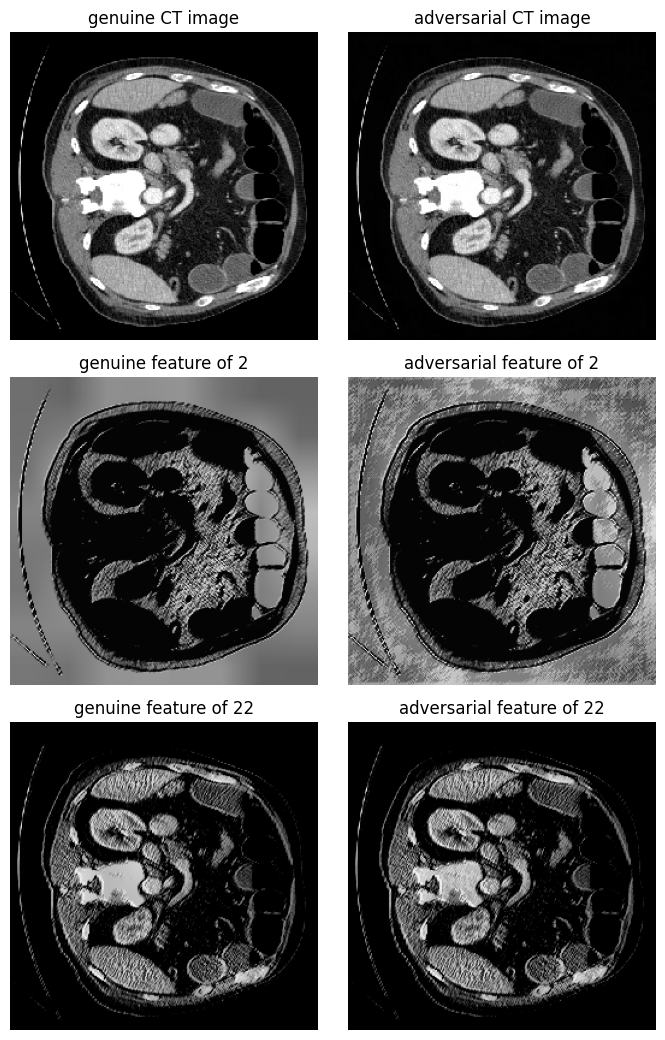 genuine CT image
adversarial CT image
genuine feature of 2
adversarial feature of 2
genuine feature of 22
adversarial feature of 22